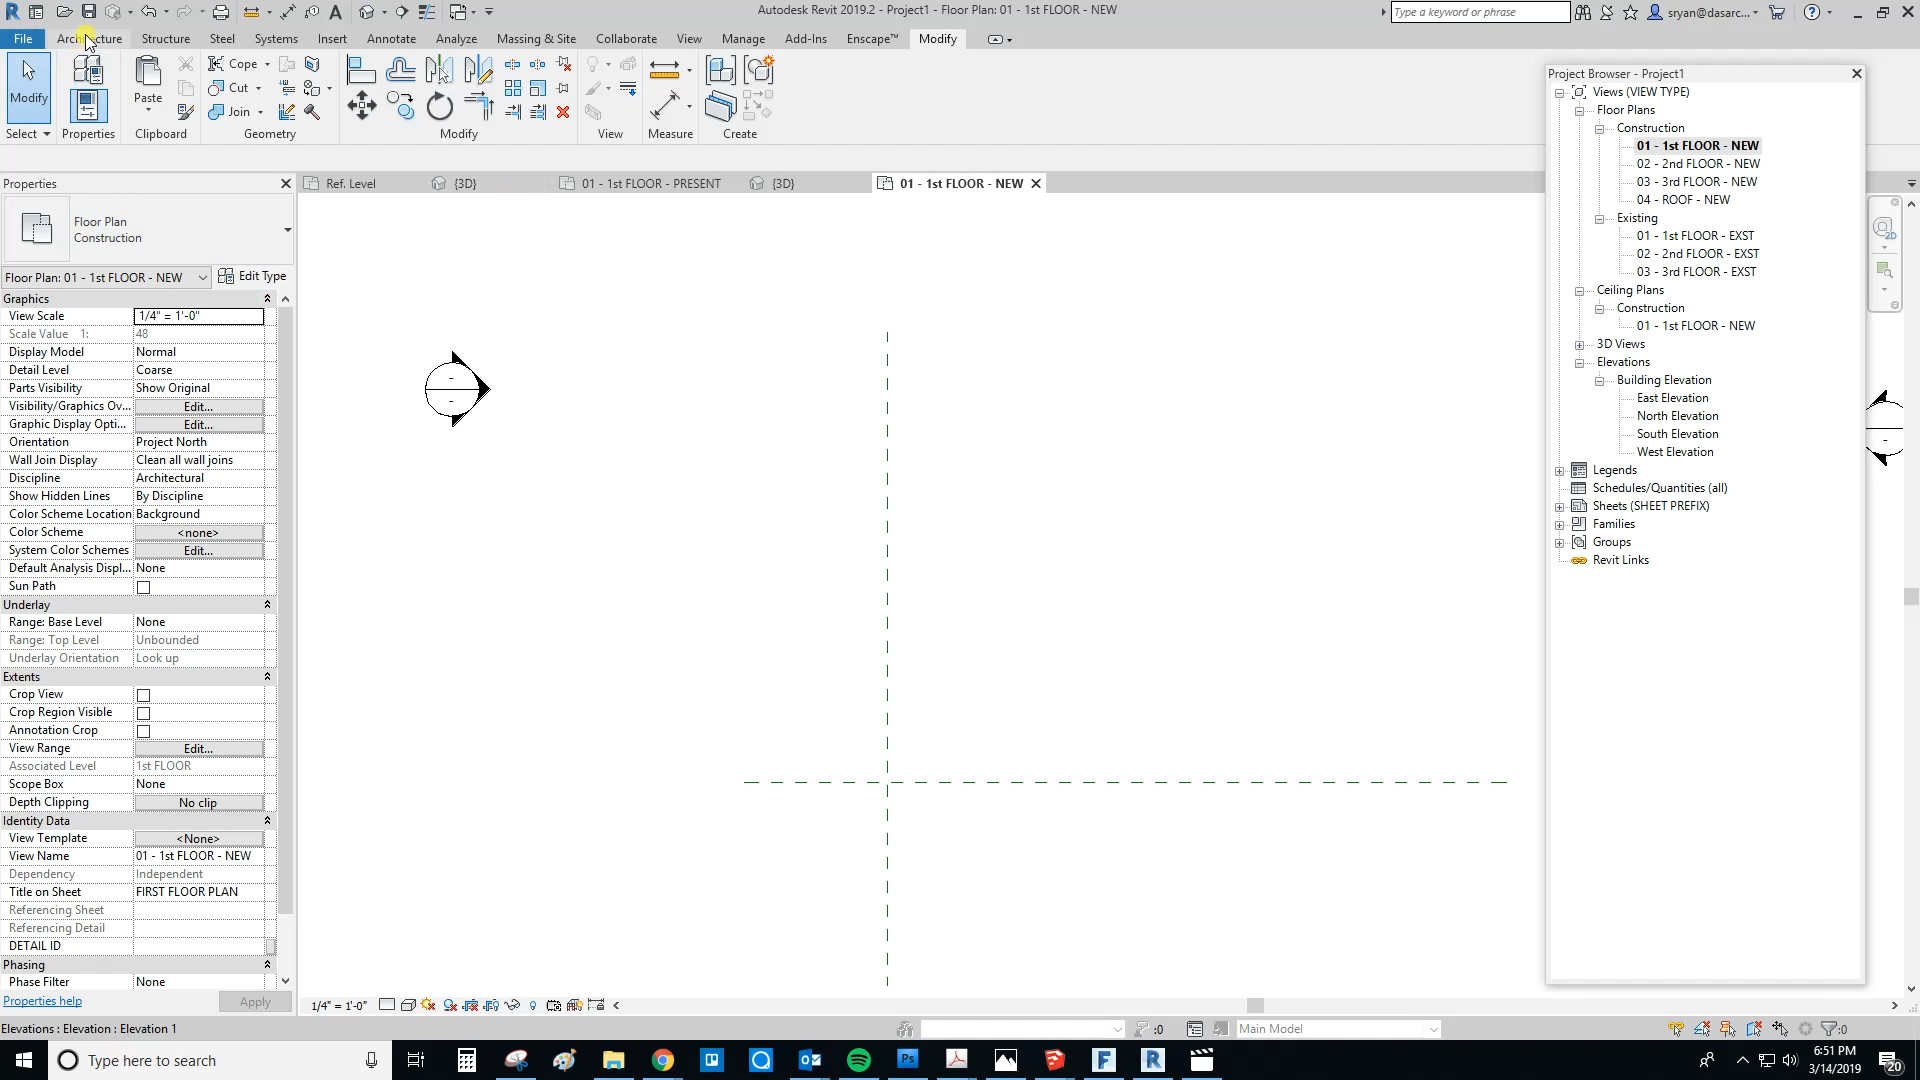 Autodesk Revit 2019.2 - Project1 - Floor Plan: 01 - 1st FLOOR - NEW
Type a keyword or phrase
sryan@dasarc...
File Architecture Structure Steel Systems Insert Annotate Analyze Massing & Site Collaborate View Manage Add-Ins Enscape™ Modify
Modify
Paste
Cope
Cut
Join
Select Properties Clipboard Geometry Modify View Measure Create
Properties
Ref. Level {3D} 01 - 1st FLOOR - PRESENT {3D} 01 - 1st FLOOR - NEW
Floor Plan
Construction
Floor Plan: 01 - 1st FLOOR - NEW Edit Type
Graphics
View Scale 1/4" = 1'-0"
Scale Value 1: 48
Display Model Normal
Detail Level Coarse
Parts Visibility Show Original
Visibility/Graphics Ov... Edit...
Graphic Display Opti... Edit...
Orientation Project North
Wall Join Display Clean all wall joins
Discipline Architectural
Show Hidden Lines By Discipline
Color Scheme Location Background
Color Scheme <none>
System Color Schemes Edit...
Default Analysis Displ... None
Sun Path
Underlay
Range: Base Level None
Range: Top Level Unbounded
Underlay Orientation Look up
Extents
Crop View
Crop Region Visible
Annotation Crop
View Range Edit...
Associated Level 1st FLOOR
Scope Box None
Depth Clipping No clip
Identity Data
View Template <None>
View Name 01 - 1st FLOOR - NEW
Dependency Independent
Title on Sheet FIRST FLOOR PLAN
Referencing Sheet
Referencing Detail
DETAIL ID
Phasing
Phase Filter None
Properties help Apply
Project Browser - Project1
Views (VIEW TYPE)
Floor Plans
Construction
01 - 1st FLOOR - NEW
02 - 2nd FLOOR - NEW
03 - 3rd FLOOR - NEW
04 - ROOF - NEW
Existing
01 - 1st FLOOR - EXST
02 - 2nd FLOOR - EXST
03 - 3rd FLOOR - EXST
Ceiling Plans
Construction
01 - 1st FLOOR - NEW
3D Views
Elevations
Building Elevation
East Elevation
North Elevation
South Elevation
West Elevation
Legends
Schedules/Quantities (all)
Sheets (SHEET PREFIX)
Families
Groups
Revit Links
2D
1/4" = 1'-0"
Elevations : Elevation : Elevation 1
:0
Main Model
:0
Type here to search
6:51 PM
3/14/2019
20